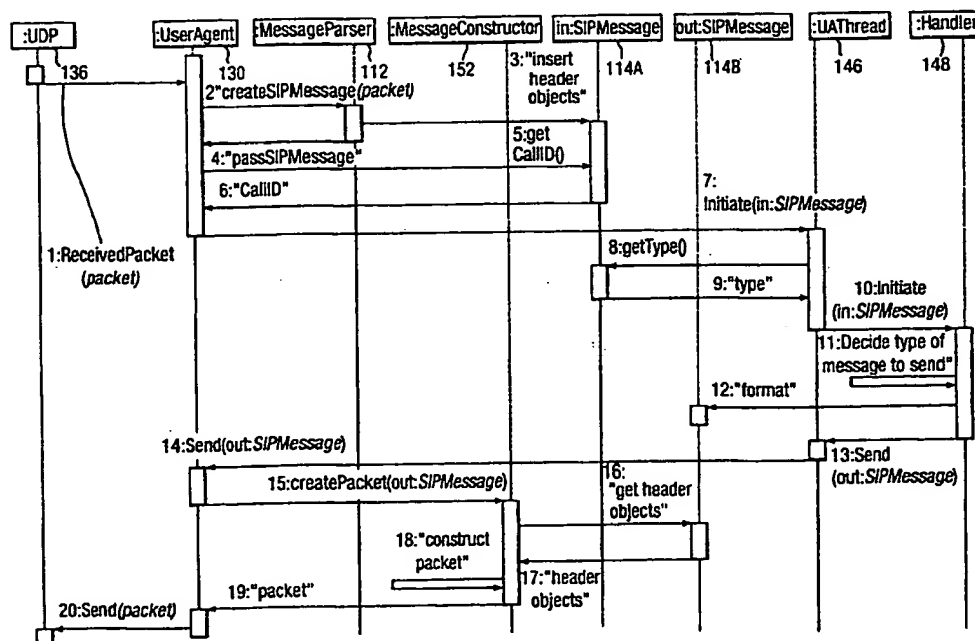 :UDP
:UserAgent
:MessageParser
:MessageConstructor
in:SIPMessage
out:SIPMessage
:UAThread
:Handler
136
130
112
152
114A
114B
146
148
3:"insert
header
objects"
2"createSIPMessage(packet)
5:get
CallID()
4:"passSIPMessage"
6:"CallID"
7:
Initiate(in:SIPMessage)
1:ReceivedPacket
(packet)
8:getType()
9:"type"
10:Initiate
(in:SIPMessage)
11:Decide type of
message to send"
12:"format"
14:Send(out:SIPMessage)
13:Send
(out:SIPMessage)
15:createPacket(out:SIPMessage)
16:
"get header
objects"
18:"construct
packet"
17:"header
objects"
19:"packet"
20:Send(packet)